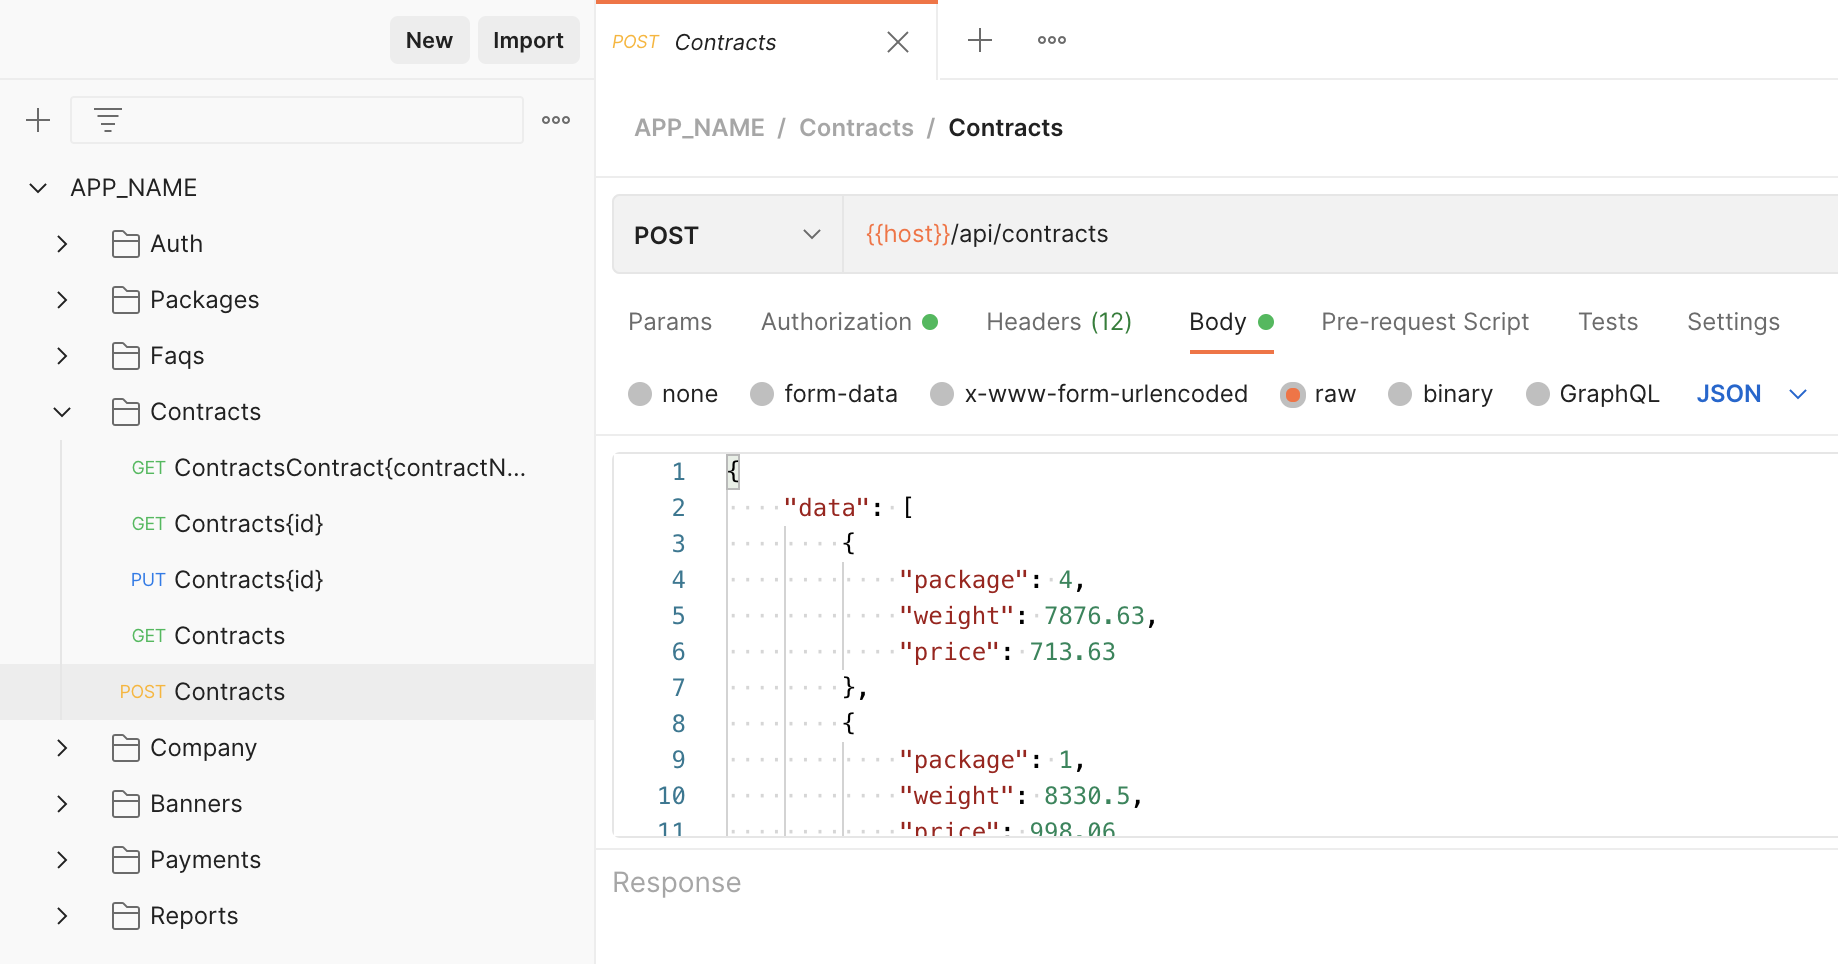 New Import
APP_NAME
Auth
Packages
Faqs
Contracts
GET ContractsContract{contractN...
GET Contracts{id}
PUT Contracts{id}
GET Contracts
POST Contracts
Company
Banners
Payments
Reports
POST Contracts
APP_NAME / Contracts / Contracts
POST {{host}}/api/contracts
Params Authorization Headers (12) Body Pre-request Script Tests Settings
none form-data x-www-form-urlencoded raw binary GraphQL JSON
1 {
2 "data": [
3 {
4 "package": 4,
5 "weight": 7876.63,
6 "price": 713.63
7 },
8 {
9 "package": 1,
10 "weight": 8330.5,
11 "price": 998.06
Response